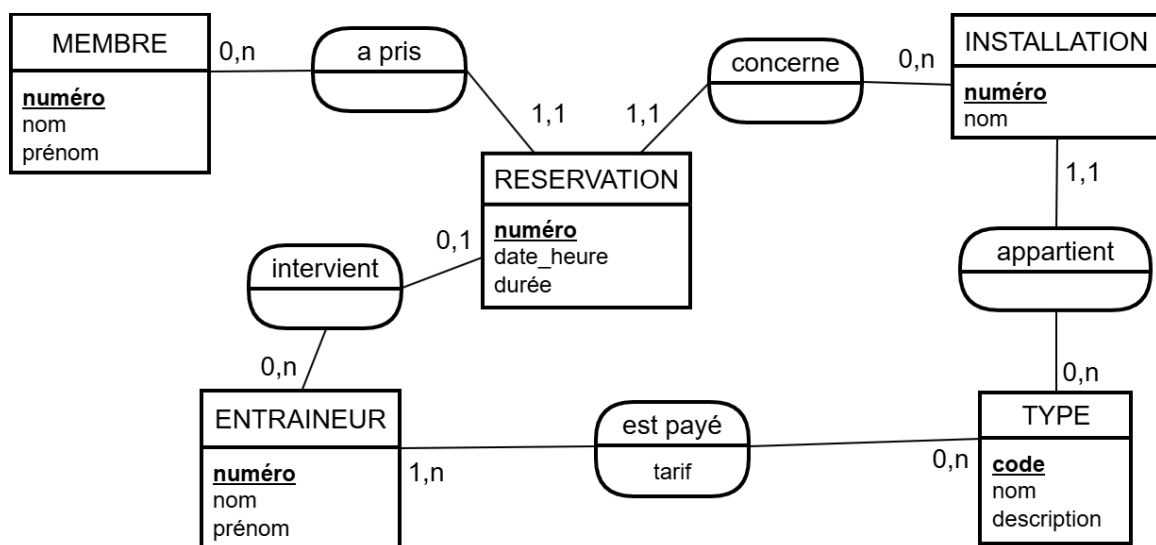 MEMBRE
numéro
nom
prénom
0,n
a pris
1,1
concerne
1,1
0,n
INSTALLATION
numéro
nom
RESERVATION
numéro
date_heure
durée
1,1
appartient
0,n
0,1
intervient
0,n
ENTRAINEUR
numéro
nom
prénom
1,n
est payé
tarif
0,n
TYPE
code
nom
description